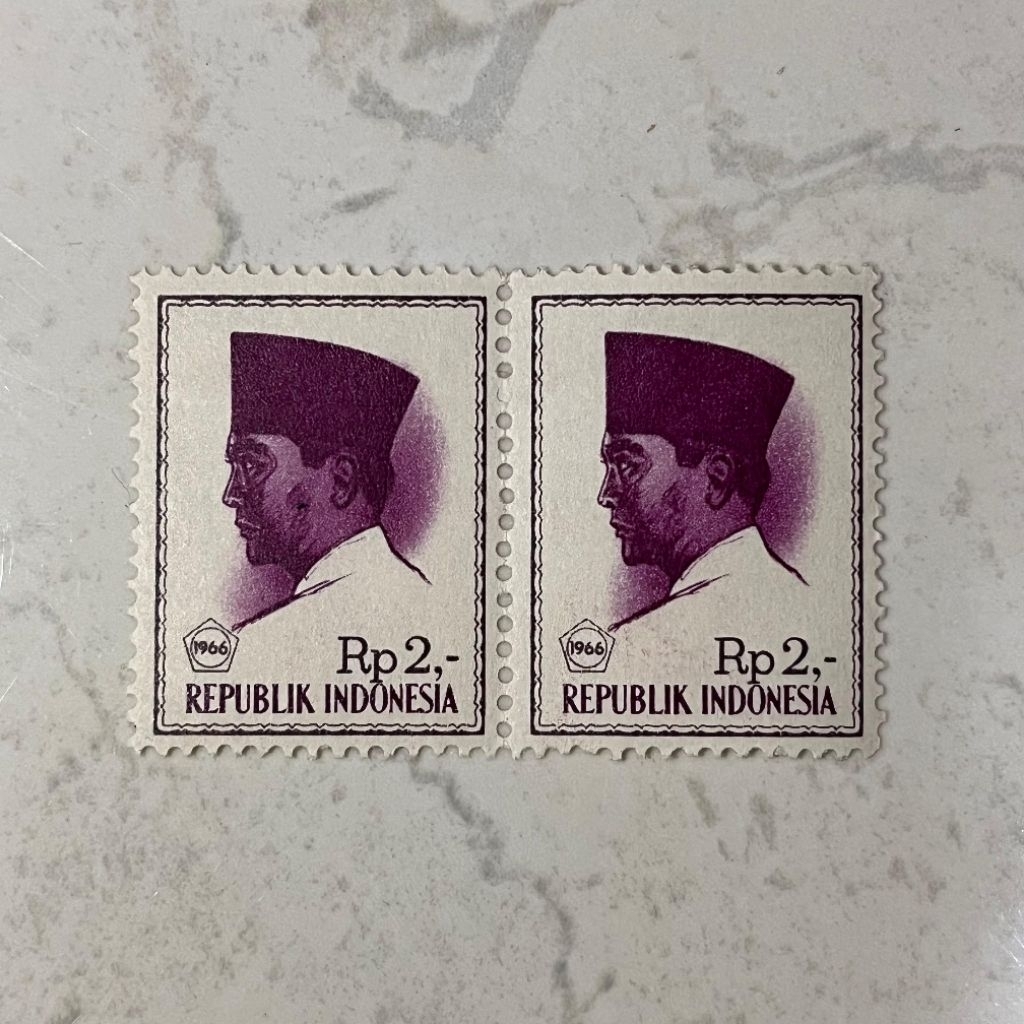 1966
Rp 2,-
REPUBLIK INDONESIA
1966
Rp 2,-
REPUBLIK INDONESIA